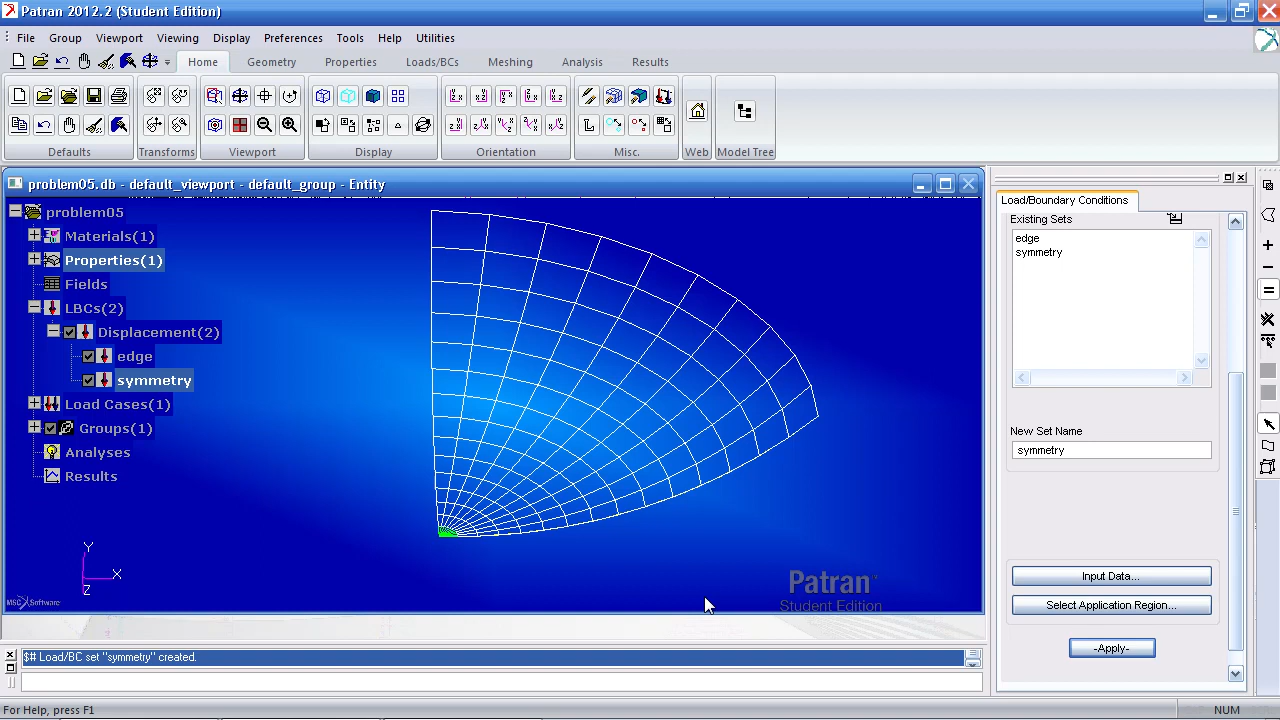 Patran 2012.2 (Student Edition)
File Group Viewport Viewing Display Preferences Tools Help Utilities
Home Geometry Properties Loads/BCs Meshing Analysis Results
Defaults Transforms Viewport Display Orientation Misc. Web Model Tree
problem05.db - default_viewport - default_group - Entity
problem05
Materials(1)
Properties(1)
Fields
LBCs(2)
Displacement(2)
edge
symmetry
Load Cases(1)
Groups(1)
Analyses
Results
Y
X
Z
MSC Software
Patran
Student Edition
Load/Boundary Conditions
Existing Sets
edge
symmetry
New Set Name
symmetry
Input Data...
Select Application Region...
-Apply-
$# Load/BC set "symmetry" created.
For Help, press F1
NUM